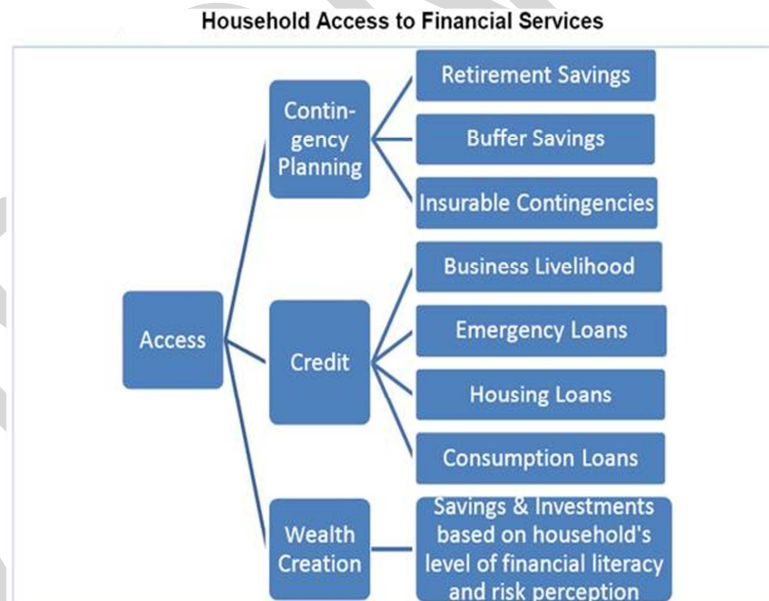 Household Access to Financial Services
Contin-
gency
Planning
Retirement Savings
Buffer Savings
Insurable Contingencies
Access
Credit
Business Livelihood
Emergency Loans
Housing Loans
Consumption Loans
Wealth
Creation
Savings & Investments
based on household's
level of financial literacy
and risk perception